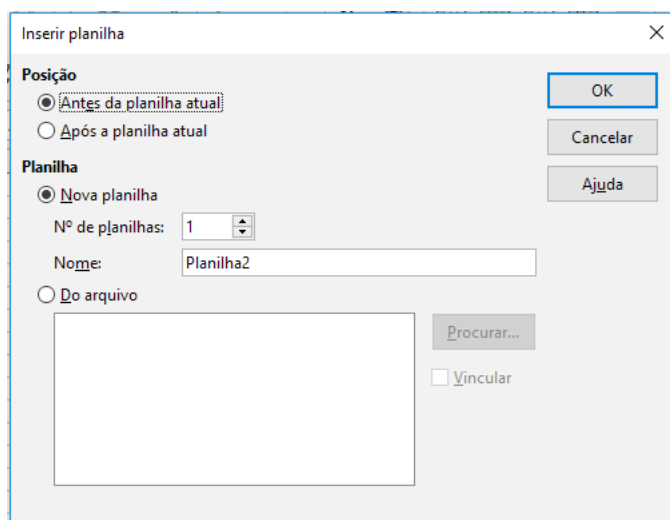 Inserir planilha
Posição
Antes da planilha atual
Após a planilha atual
OK
Cancelar
Ajuda
Planilha
Nova planilha
Nº de planilhas: 1
Nome: Planilha2
Do arquivo
Procurar...
Vincular